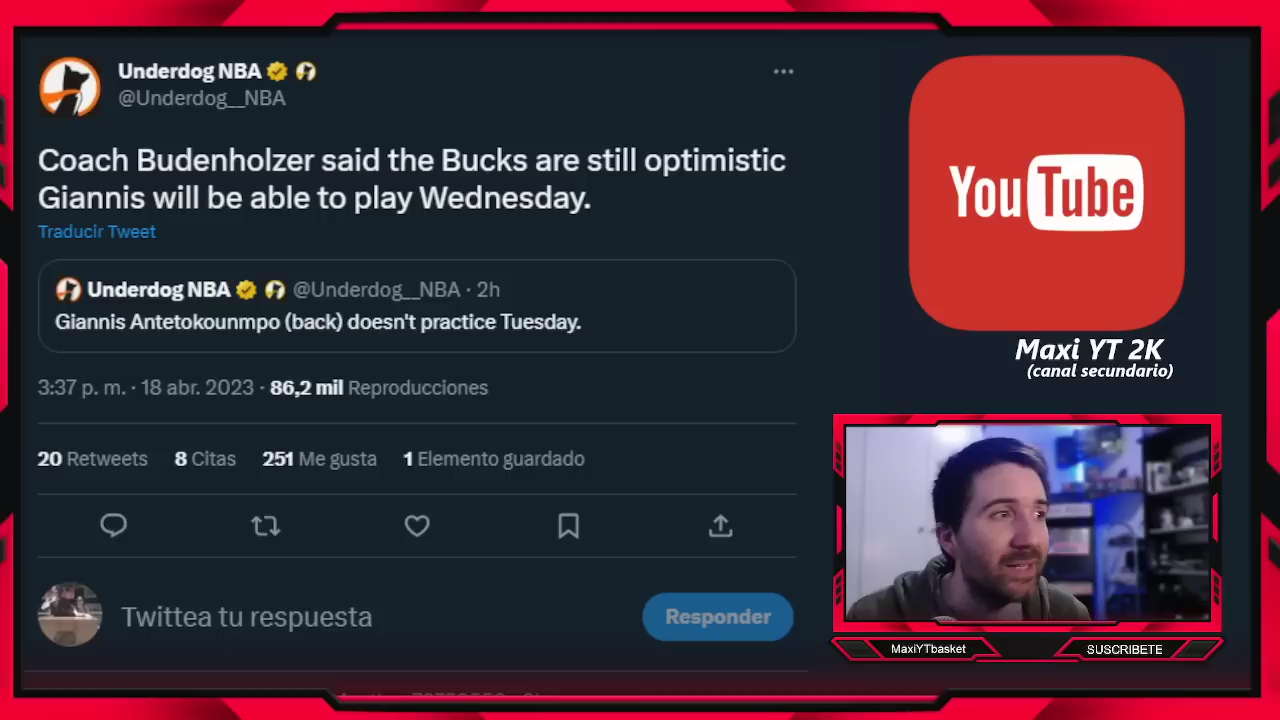 Underdog NBA
@Underdog__NBA
Coach Budenholzer said the Bucks are still optimistic
Giannis will be able to play Wednesday.
Traducir Tweet
Underdog NBA @Underdog__NBA · 2h
Giannis Antetokounmpo (back) doesn't practice Tuesday.
3:37 p. m. · 18 abr. 2023 · 86,2 mil Reproducciones
20 Retweets 8 Citas 251 Me gusta 1 Elemento guardado
Twittea tu respuesta
Responder
YouTube
Maxi YT 2K
(canal secundario)
MaxiYTbasket
SUSCRIBETE